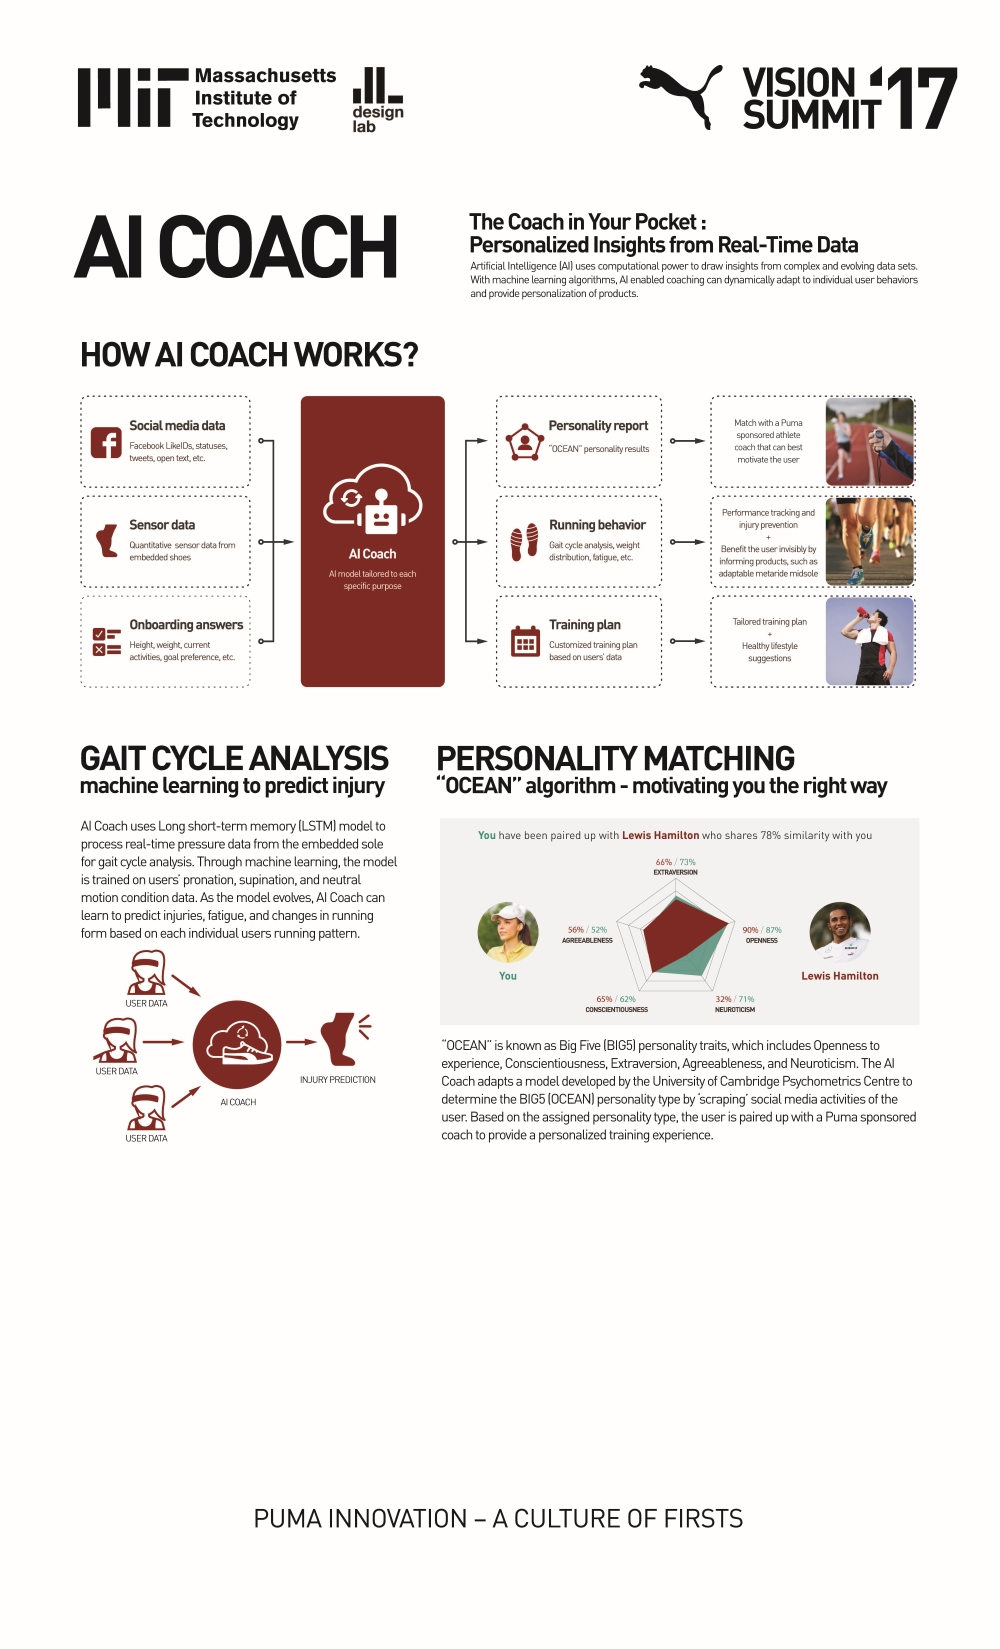 Massachusetts
Institute of
Technology
design
lab
VISION
SUMMIT '17
AI COACH
The Coach in Your Pocket :
Personalized Insights from Real-Time Data
Artificial Intelligence (AI) uses computational power to draw insights from complex and evolving data sets.
With machine learning algorithms, AI enabled coaching can dynamically adapt to individual user behaviors
and provide personalization of products.
HOW AI COACH WORKS?
Social media data
Facebook LikeIDs, statuses,
tweets, open text, etc.
Sensor data
Quantitative sensor data from
embedded shoes
Onboarding answers
Height, weight, current
activities, goal preference, etc.
AI Coach
AI model tailored to each
specific purpose
Personality report
"OCEAN" personality results
Running behavior
Gait cycle analysis, weight
distribution, fatigue, etc.
Training plan
Customized training plan
based on users' data
Match with a Puma
sponsored athlete
coach that can best
motivate the user
Performance tracking and
injury prevention
+
Benefit the user invisibly by
informing products, such as
adaptable metaride midsole
Tailored training plan
+
Healthy lifestyle
suggestions
GAIT CYCLE ANALYSIS
machine learning to predict injury
AI Coach uses Long short-term memory (LSTM) model to
process real-time pressure data from the embedded sole
for gait cycle analysis. Through machine learning, the model
is trained on users' pronation, supination, and neutral
motion condition data. As the model evolves, AI Coach can
learn to predict injuries, fatigue, and changes in running
form based on each individual users running pattern.
USER DATA
USER DATA
USER DATA
AI COACH
INJURY PREDICTION
PERSONALITY MATCHING
"OCEAN" algorithm - motivating you the right way
You have been paired up with Lewis Hamilton who shares 78% similarity with you
66% / 73%
EXTRAVERSION
56% / 52%
AGREEABLENESS
90% / 87%
OPENNESS
65% / 62%
CONSCIENTIOUSNESS
32% / 71%
NEUROTICISM
You
Lewis Hamilton
"OCEAN" is known as Big Five (BIG5) personality traits, which includes Openness to
experience, Conscientiousness, Extraversion, Agreeableness, and Neuroticism. The AI
Coach adapts a model developed by the University of Cambridge Psychometrics Centre to
determine the BIG5 (OCEAN) personality type by 'scraping' social media activities of the
user. Based on the assigned personality type, the user is paired up with a Puma sponsored
coach to provide a personalized training experience.
PUMA INNOVATION – A CULTURE OF FIRSTS